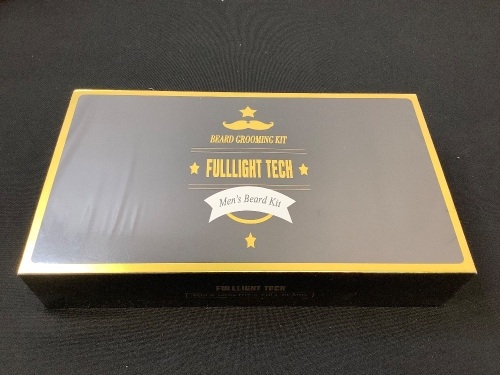 BEARD GROOMING KIT
FULLLIGHT TECH
Men's Beard Kit
FULLLIGHT TECH